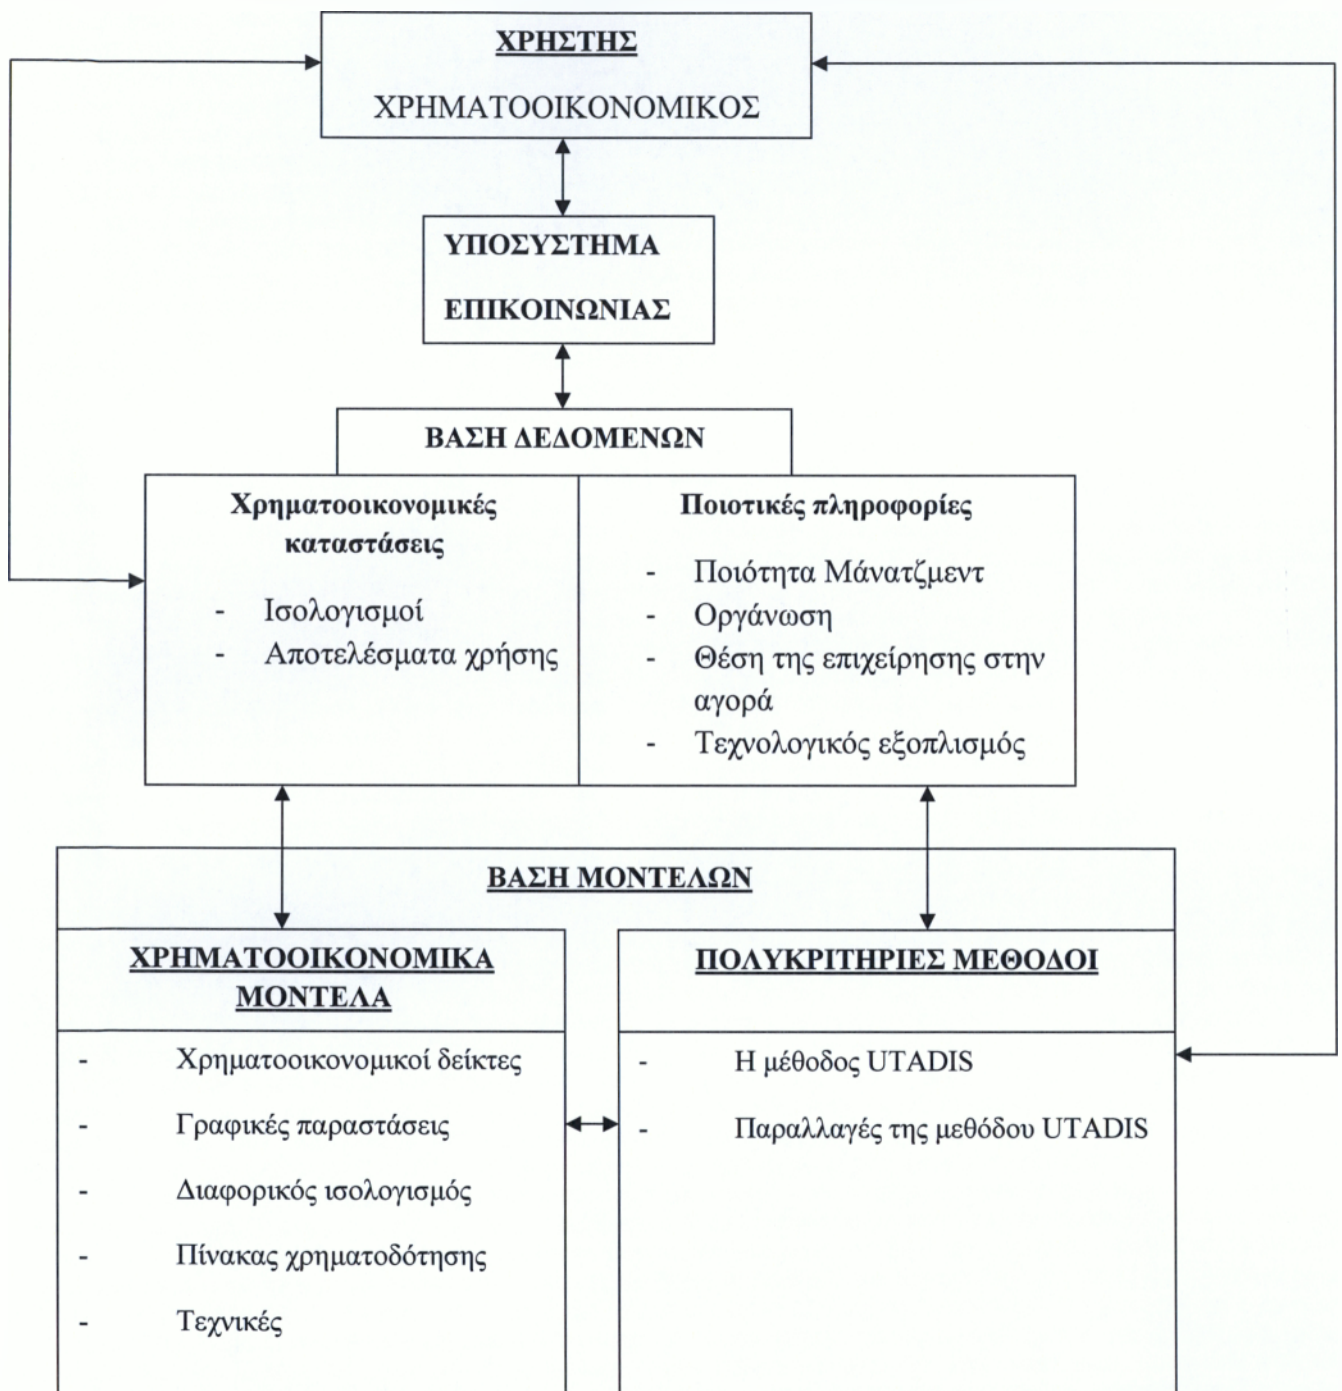 ΧΡΗΣΤΗΣ
ΧΡΗΜΑΤΟΟΙΚΟΝΟΜΙΚΟΣ
ΥΠΟΣΥΣΤΗΜΑ
ΕΠΙΚΟΙΝΩΝΙΑΣ
ΒΑΣΗ ΔΕΔΟΜΕΝΩΝ
Χρηματοοικονομικές
καταστάσεις
- Ισολογισμοί
- Αποτελέσματα χρήσης
Ποιοτικές πληροφορίες
- Ποιότητα Μάνατζμεντ
- Οργάνωση
- Θέση της επιχείρησης στην
αγορά
- Τεχνολογικός εξοπλισμός
ΒΑΣΗ ΜΟΝΤΕΛΩΝ
ΧΡΗΜΑΤΟΟΙΚΟΝΟΜΙΚΑ
ΜΟΝΤΕΛΑ
- Χρηματοοικονομικοί δείκτες
- Γραφικές παραστάσεις
- Διαφορικός ισολογισμός
- Πίνακας χρηματοδότησης
- Τεχνικές
ΠΟΛΥΚΡΙΤΗΡΙΕΣ ΜΕΘΟΔΟΙ
- Η μέθοδος UTADIS
- Παραλλαγές της μεθόδου UTADIS